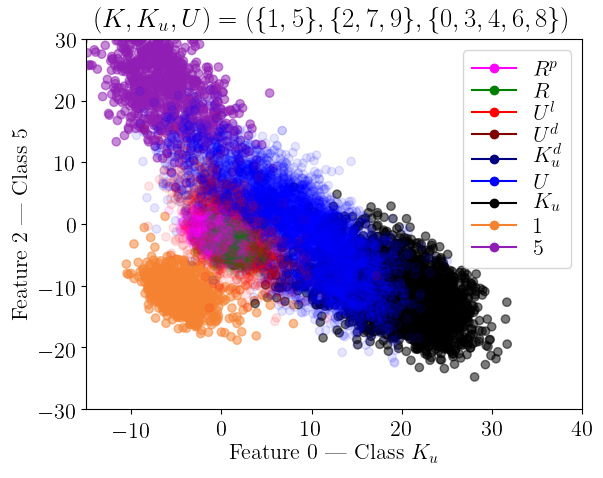 (K, K_u, U) = ({1, 5}, {2, 7, 9}, {0, 3, 4, 6, 8})
30
20
10
0
−10
−20
−30
−10
0
10
20
30
40
Feature 2 — Class 5
Feature 0 — Class K_u
R^p
R
U^l
U^d
K_u^d
U
K_u
1
5